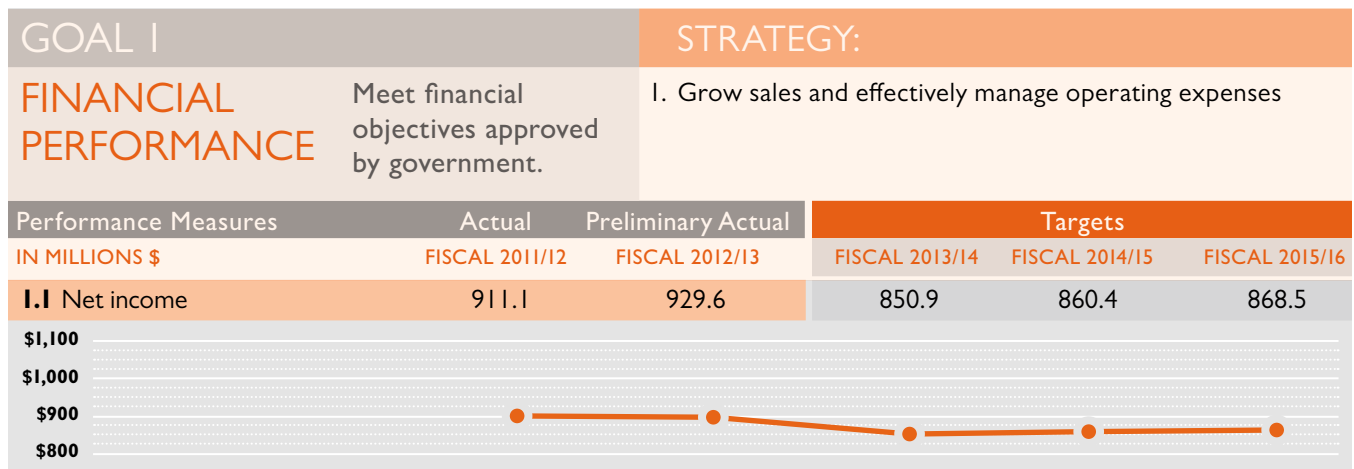 GOAL 1
STRATEGY:
FINANCIAL
PERFORMANCE
Meet financial
objectives approved
by government.
1. Grow sales and effectively manage operating expenses
Performance Measures Actual Preliminary Actual Targets
IN MILLIONS $ FISCAL 2011/12 FISCAL 2012/13 FISCAL 2013/14 FISCAL 2014/15 FISCAL 2015/16
1.1 Net income 911.1 929.6 850.9 860.4 868.5
$1,100
$1,000
$900
$800